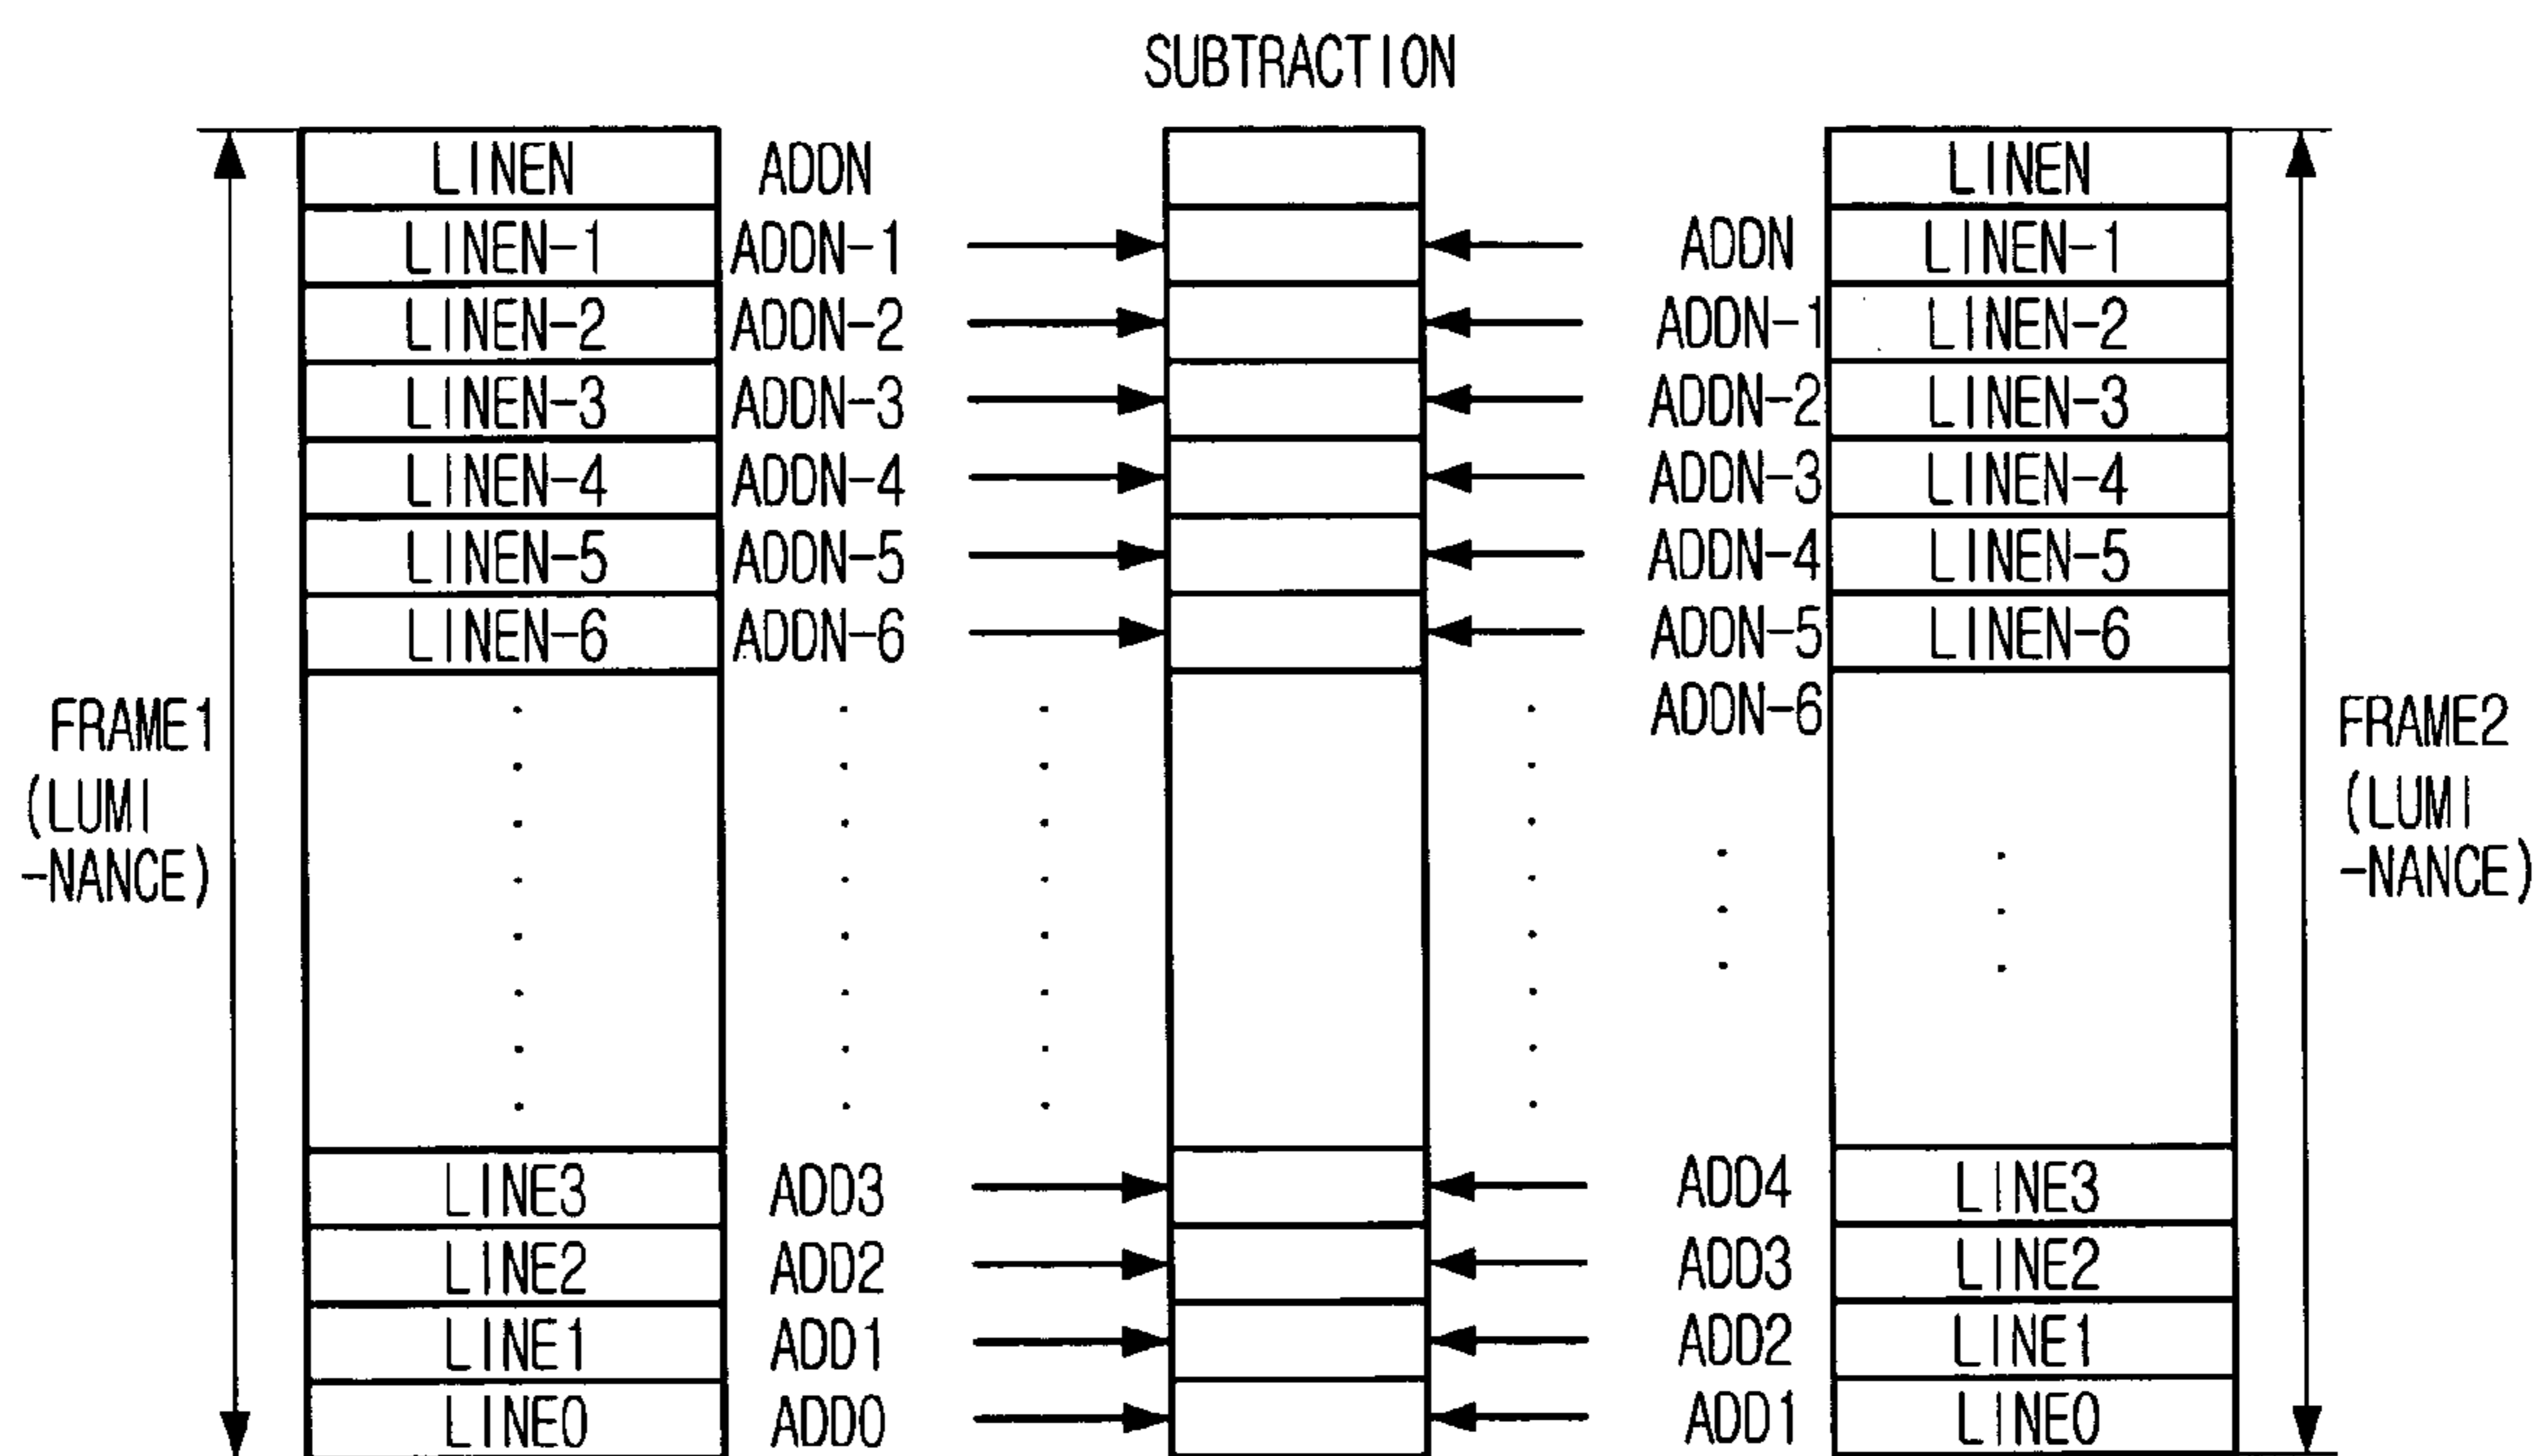 SUBTRACTION
LINEN ADDN LINEN
LINEN-1 ADDN-1 ADDN LINEN-1
LINEN-2 ADDN-2 ADDN-1 LINEN-2
LINEN-3 ADDN-3 ADDN-2 LINEN-3
LINEN-4 ADDN-4 ADDN-3 LINEN-4
LINEN-5 ADDN-5 ADDN-4 LINEN-5
LINEN-6 ADDN-6 ADDN-5 LINEN-6
FRAME1 ADDN-6 FRAME2
(LUMI (LUMI
-NANCE) -NANCE)
LINE3 ADD3 ADD4 LINE3
LINE2 ADD2 ADD3 LINE2
LINE1 ADD1 ADD2 LINE1
LINE0 ADD0 ADD1 LINE0